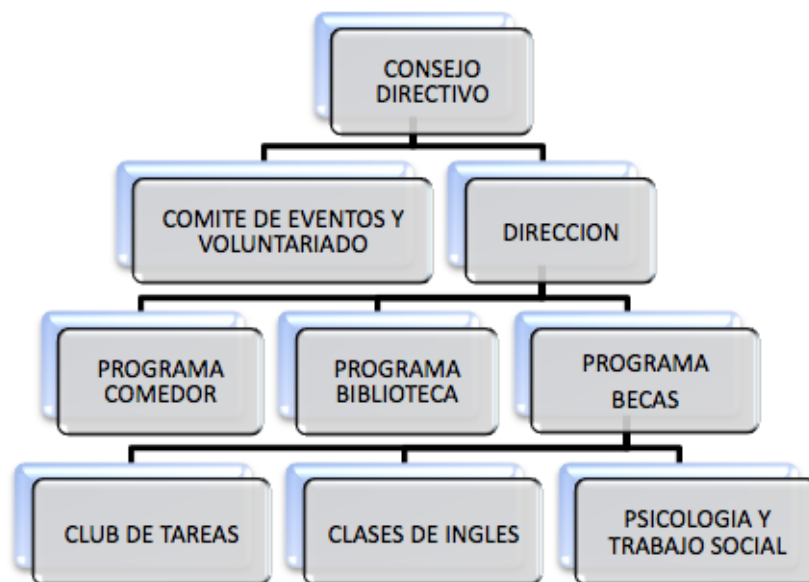 CONSEJO
DIRECTIVO
COMITE DE EVENTOS Y
VOLUNTARIADO
DIRECCION
PROGRAMA
COMEDOR
PROGRAMA
BIBLIOTECA
PROGRAMA
BECAS
CLUB DE TAREAS
CLASES DE INGLES
PSICOLOGIA Y
TRABAJO SOCIAL